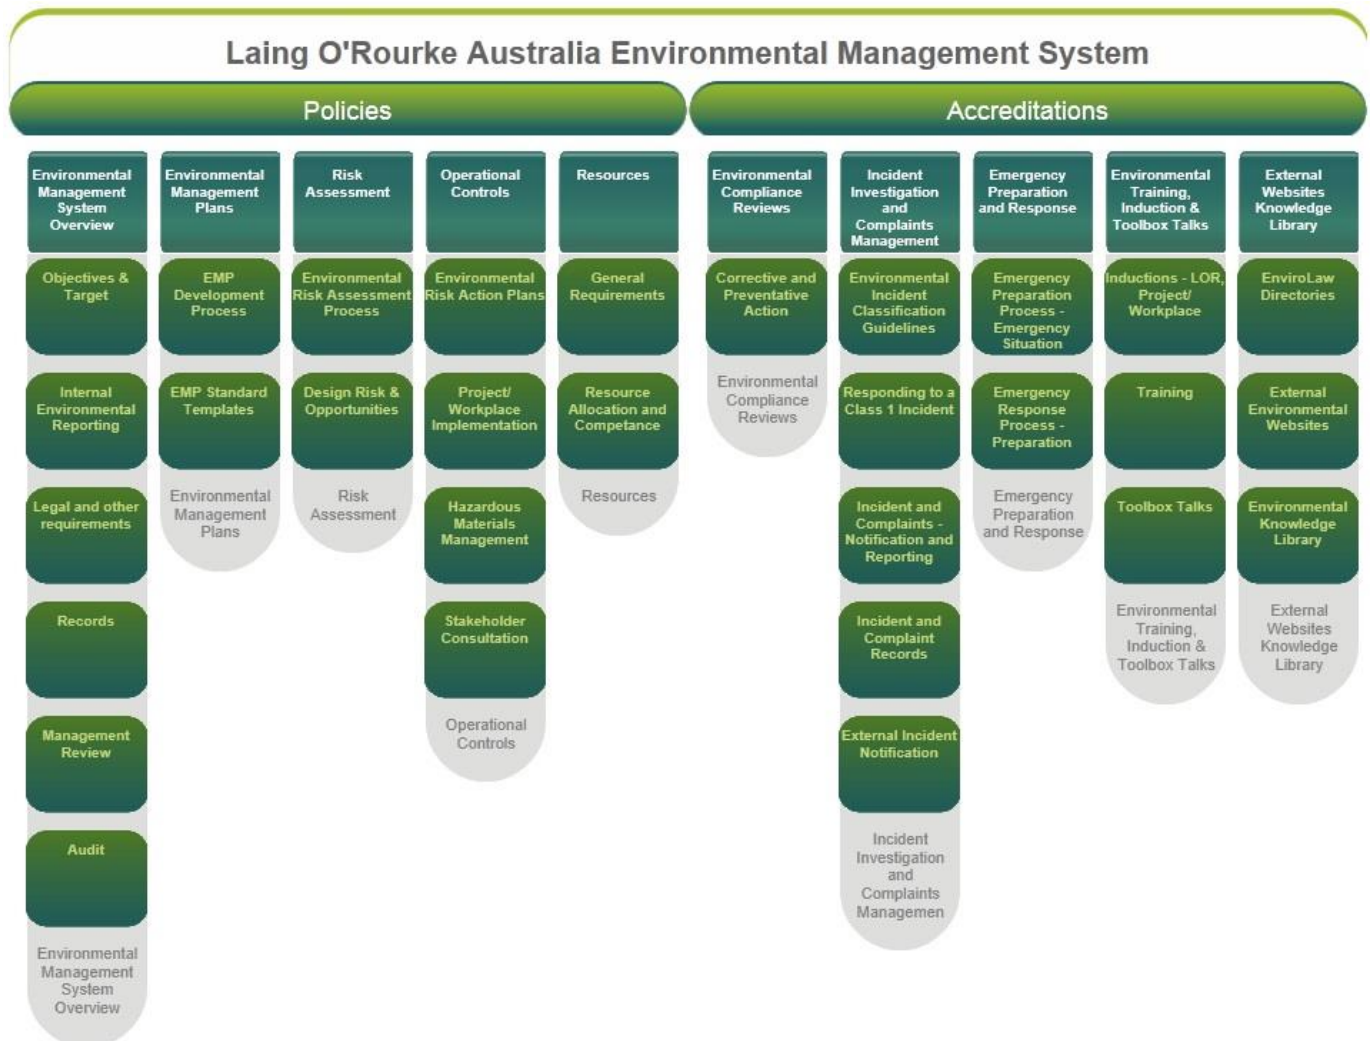 Laing O'Rourke Australia Environmental Management System
Policies
Accreditations
Environmental
Management
System
Overview
Objectives &
Target
Internal
Environmental
Reporting
Legal and other
requirements
Records
Management
Review
Audit
Environmental
Management
System
Overview
Environmental
Management
Plans
EMP
Development
Process
EMP Standard
Templates
Environmental
Management
Plans
Risk
Assessment
Environmental
Risk Assessment
Process
Design Risk &
Opportunities
Risk
Assessment
Operational
Controls
Environmental
Risk Action Plans
Project/
Workplace
Implementation
Hazardous
Materials
Management
Stakeholder
Consultation
Operational
Controls
Resources
General
Requirements
Resource
Allocation and
Competance
Resources
Environmental
Compliance
Reviews
Corrective and
Preventative
Action
Environmental
Compliance
Reviews
Incident
Investigation
and
Complaints
Management
Environmental
Incident
Classification
Guidelines
Responding to a
Class 1 Incident
Incident and
Complaints -
Notification and
Reporting
Incident and
Complaint
Records
External Incident
Notification
Incident
Investigation
and
Complaints
Managemen
Emergency
Preparation
and Response
Emergency
Preparation
Process -
Emergency
Situation
Emergency
Response
Process -
Preparation
Emergency
Preparation
and Response
Environmental
Training,
Induction &
Toolbox Talks
Inductions - LOR,
Project/
Workplace
Training
Toolbox Talks
Environmental
Training,
Induction &
Toolbox Talks
External
Websites
Knowledge
Library
EnviroLaw
Directories
External
Environmental
Websites
Environmental
Knowledge
Library
External
Websites
Knowledge
Library